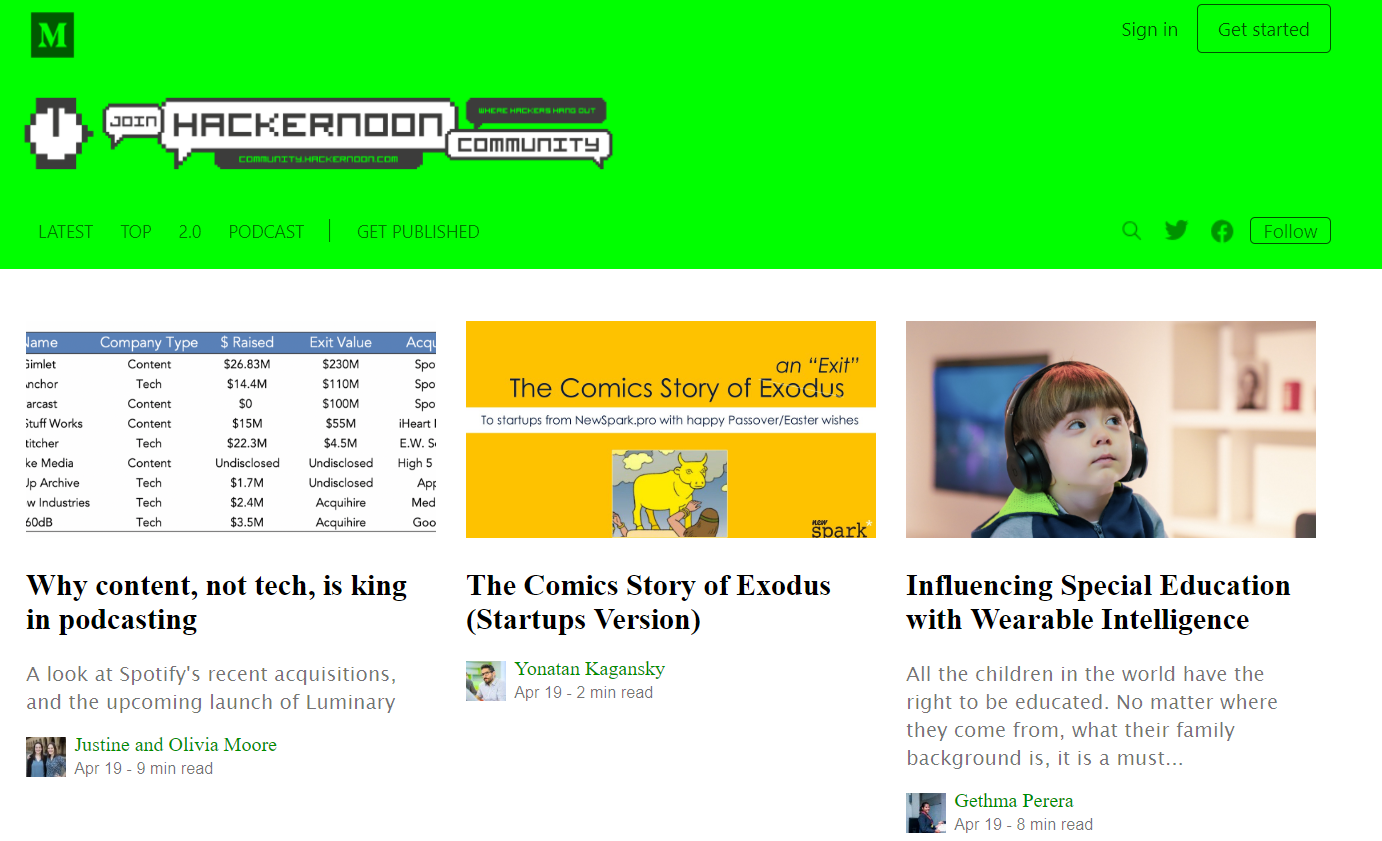 M
Sign in
Get started
JOIN
HACKERNOON
WHERE HACKERS HANG OUT
COMMUNITY
COMMUNITY.HACKERNOON.COM
LATEST TOP 2.0 PODCAST GET PUBLISHED
Follow
Name Company Type $ Raised Exit Value Acqu
Gimlet Content $26.83M $230M Spo
Anchor Tech $14.4M $110M Spo
arcast Content $0 $100M Spo
Stuff Works Content $15M $55M iHeart
titcher Tech $22.3M $4.5M E.W. S
ke Media Content Undisclosed Undisclosed High 5
Up Archive Tech $1.7M Undisclosed App
w Industries Tech $2.4M Acquihire Med
60dB Tech $3.5M Acquihire Goo
Why content, not tech, is king
in podcasting
A look at Spotify's recent acquisitions,
and the upcoming launch of Luminary
Justine and Olivia Moore
Apr 19 - 9 min read
an “Exit”
The Comics Story of Exodus
To startups from NewSpark.pro with happy Passover/Easter wishes
new
spark*
The Comics Story of Exodus
(Startups Version)
Yonatan Kagansky
Apr 19 - 2 min read
Influencing Special Education
with Wearable Intelligence
All the children in the world have the
right to be educated. No matter where
they come from, what their family
background is, it is a must...
Gethma Perera
Apr 19 - 8 min read